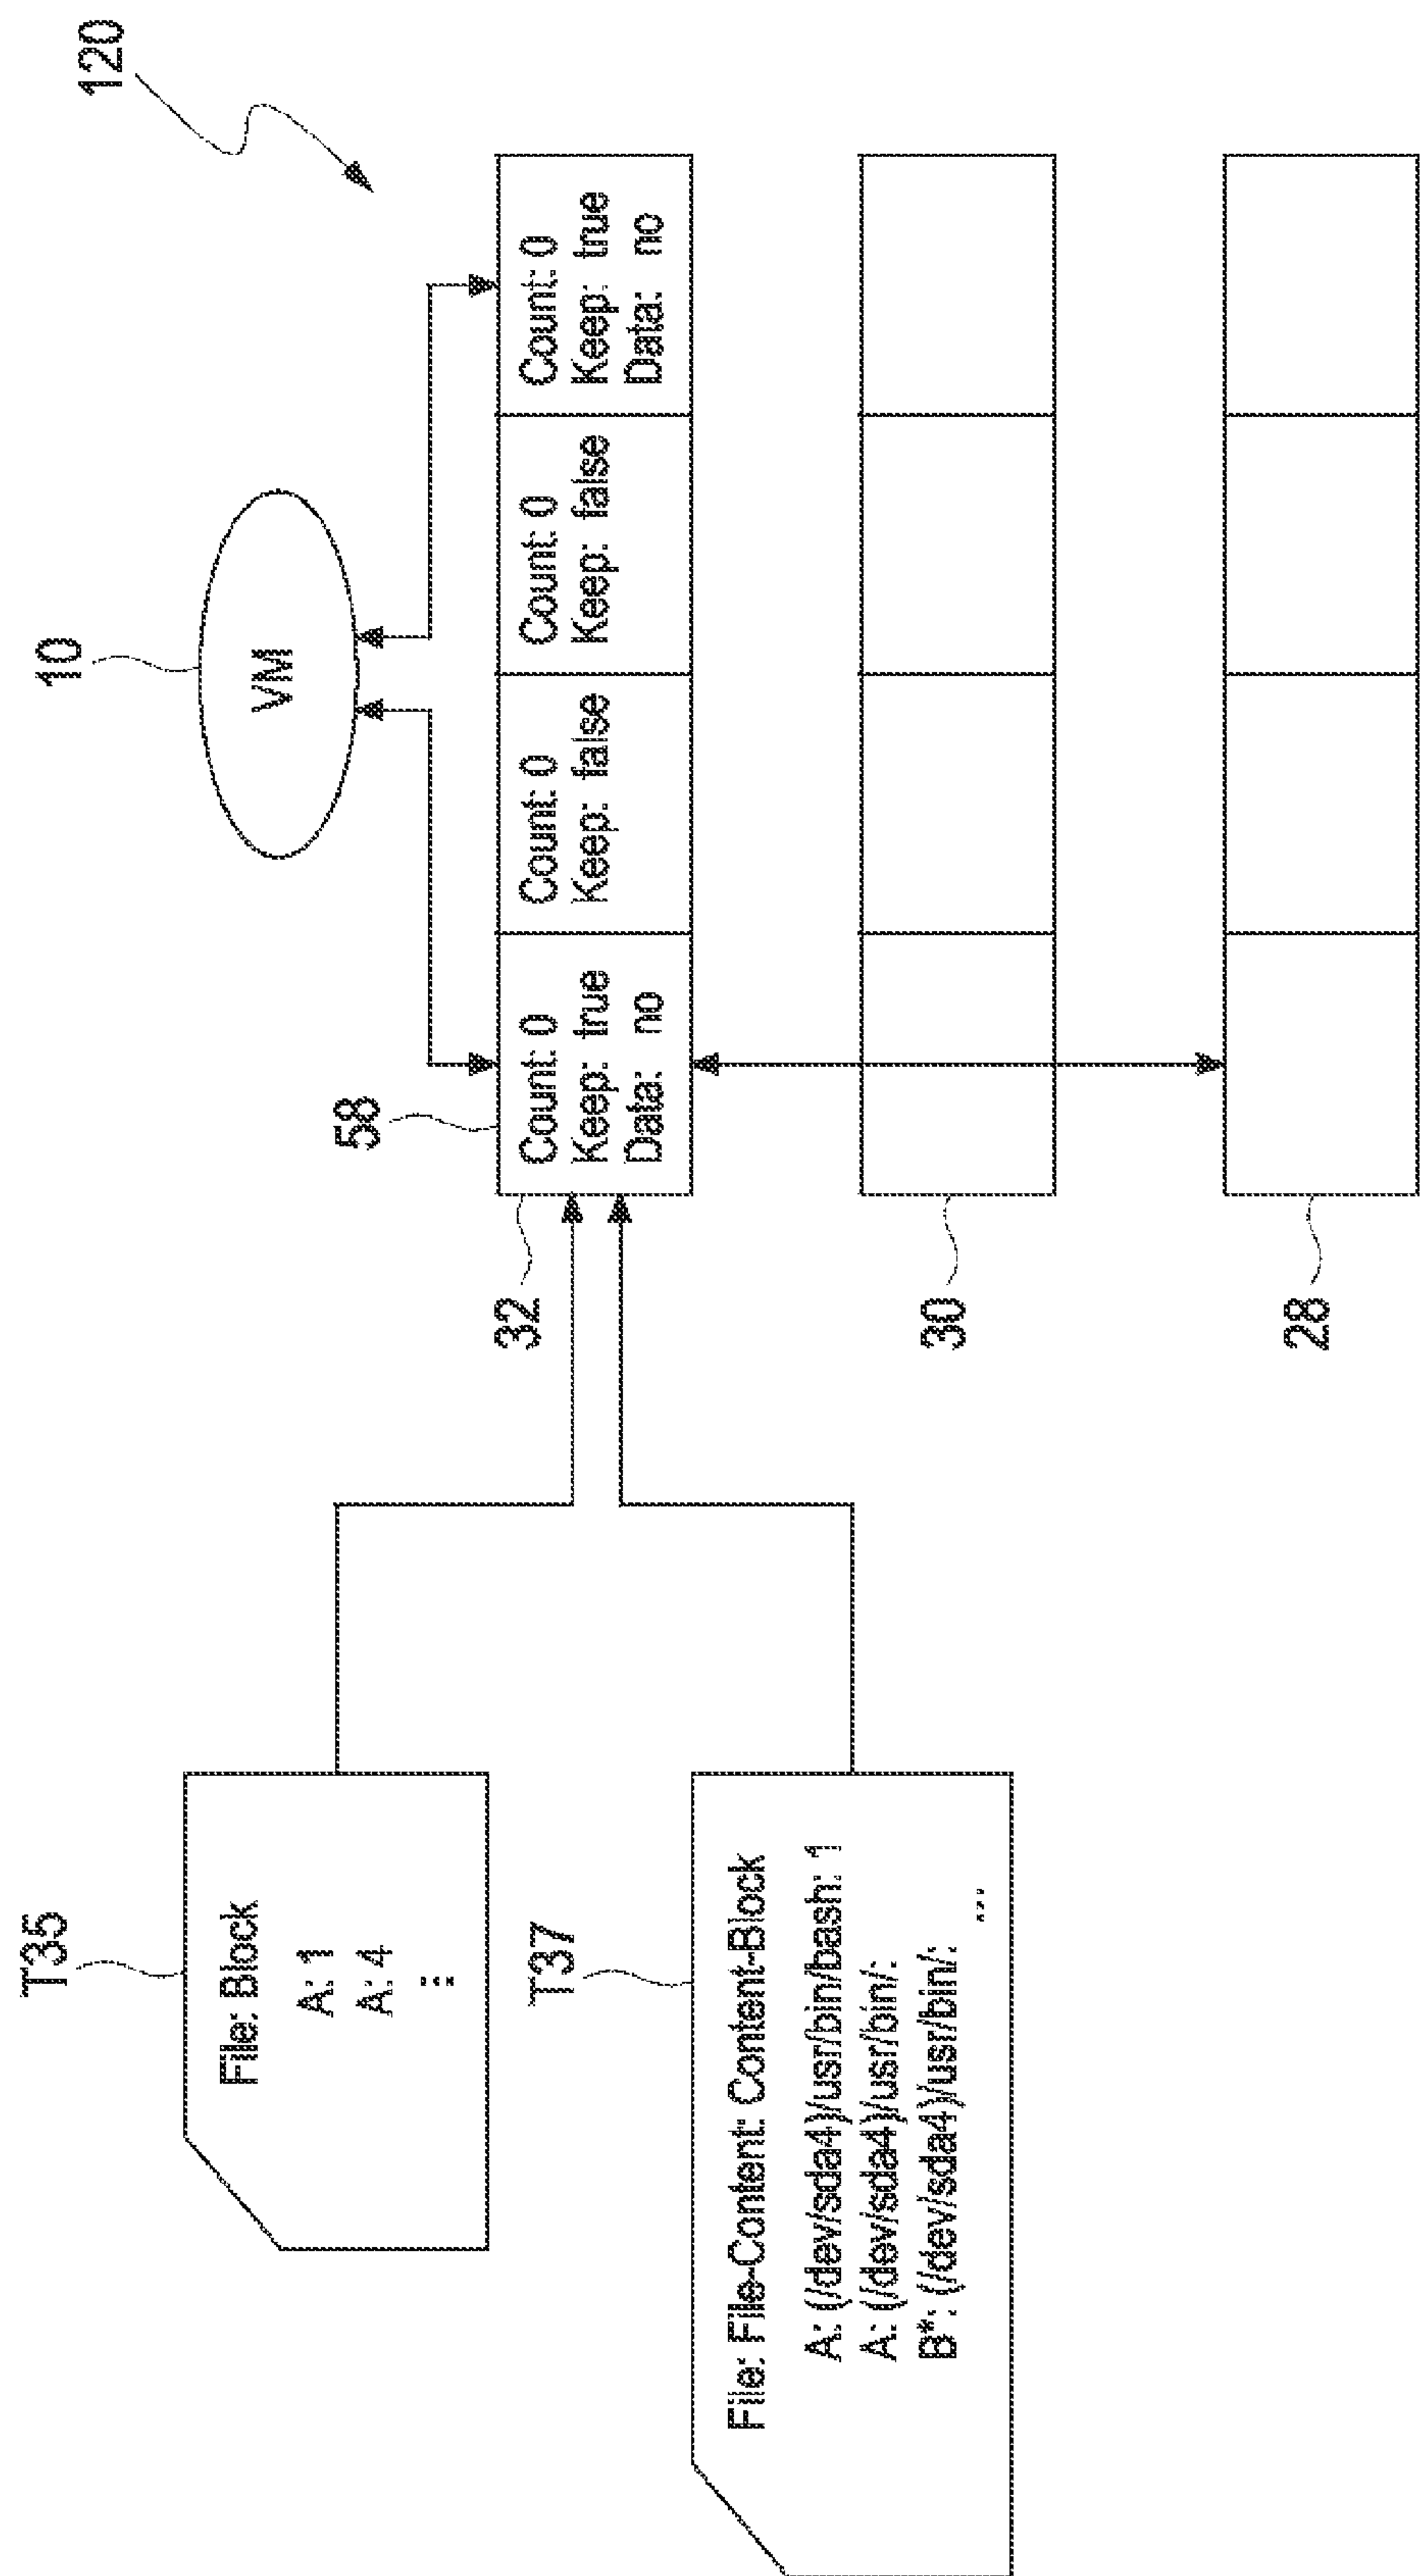 120
10
VM
58
Count: 0
Keep: true
Data: no
Count: 0
Keep: false
Count: 0
Keep: false
Count: 0
Keep: true
Data: no
32
30
28
T35
File: Block
A: 1
A: 4
...
T37
File: File-Content: Content-Block
A: (/dev/sda4)/usr/bin/bash: 1
A: (/dev/sda4)/usr/bin/:
B*: (/dev/sda4)/usr/bin/:
...